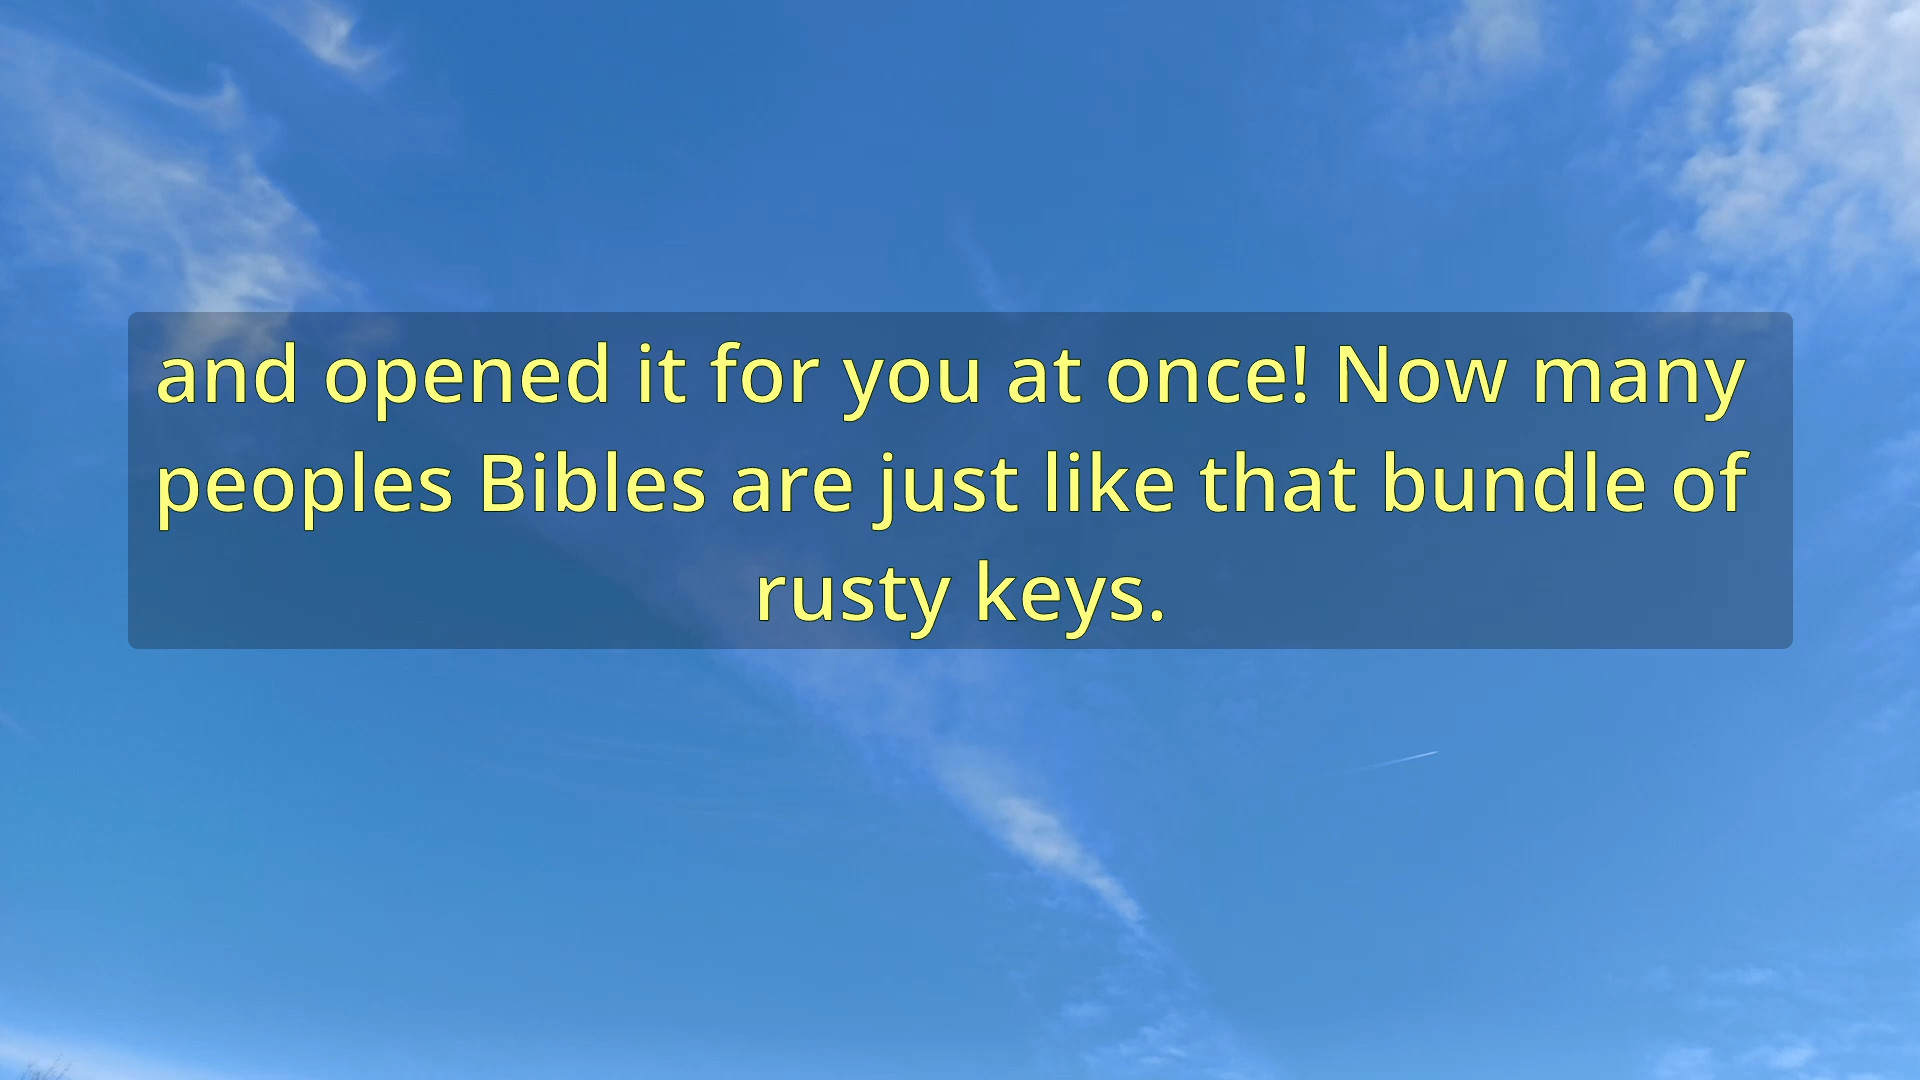 and opened it for you at once! Now many
peoples Bibles are just like that bundle of
rusty keys.